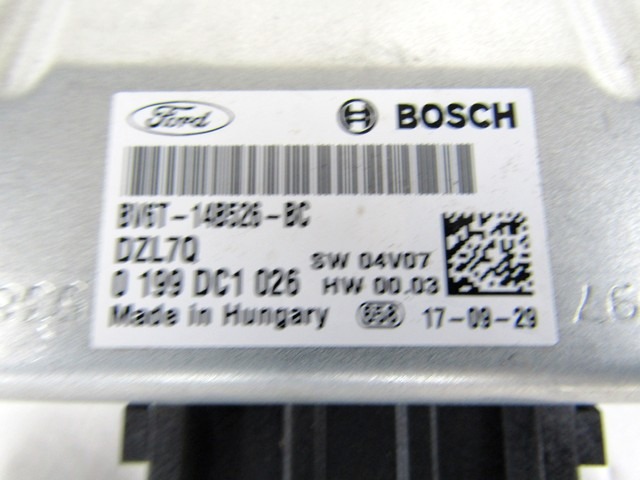 Ford BOSCH
BV6T-14B526-BC
DZL7Q SW 04V07
0 199 DC1 026 HW 00.03
Made in Hungary 17-09-29
97